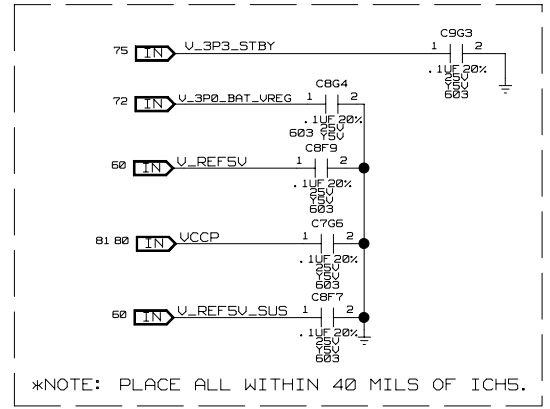 C9G3
75 IN V_3P3_STBY 1 2
.1UF 20%
25V
Y5V
603
C8G4
72 IN V_3P0_BAT_VREG 1 2
.1UF 20%
603 25V
Y5V
C8F9
60 IN V_REF5V 1 2
.1UF 20%
25V
Y5V
603
C7G6
81 80 IN VCCP 1 2
.1UF 20%
25V
Y5V
603
C8F7
60 IN V_REF5V_SUS 1 2
.1UF 20%
25V
Y5V
603
*NOTE: PLACE ALL WITHIN 40 MILS OF ICH5.